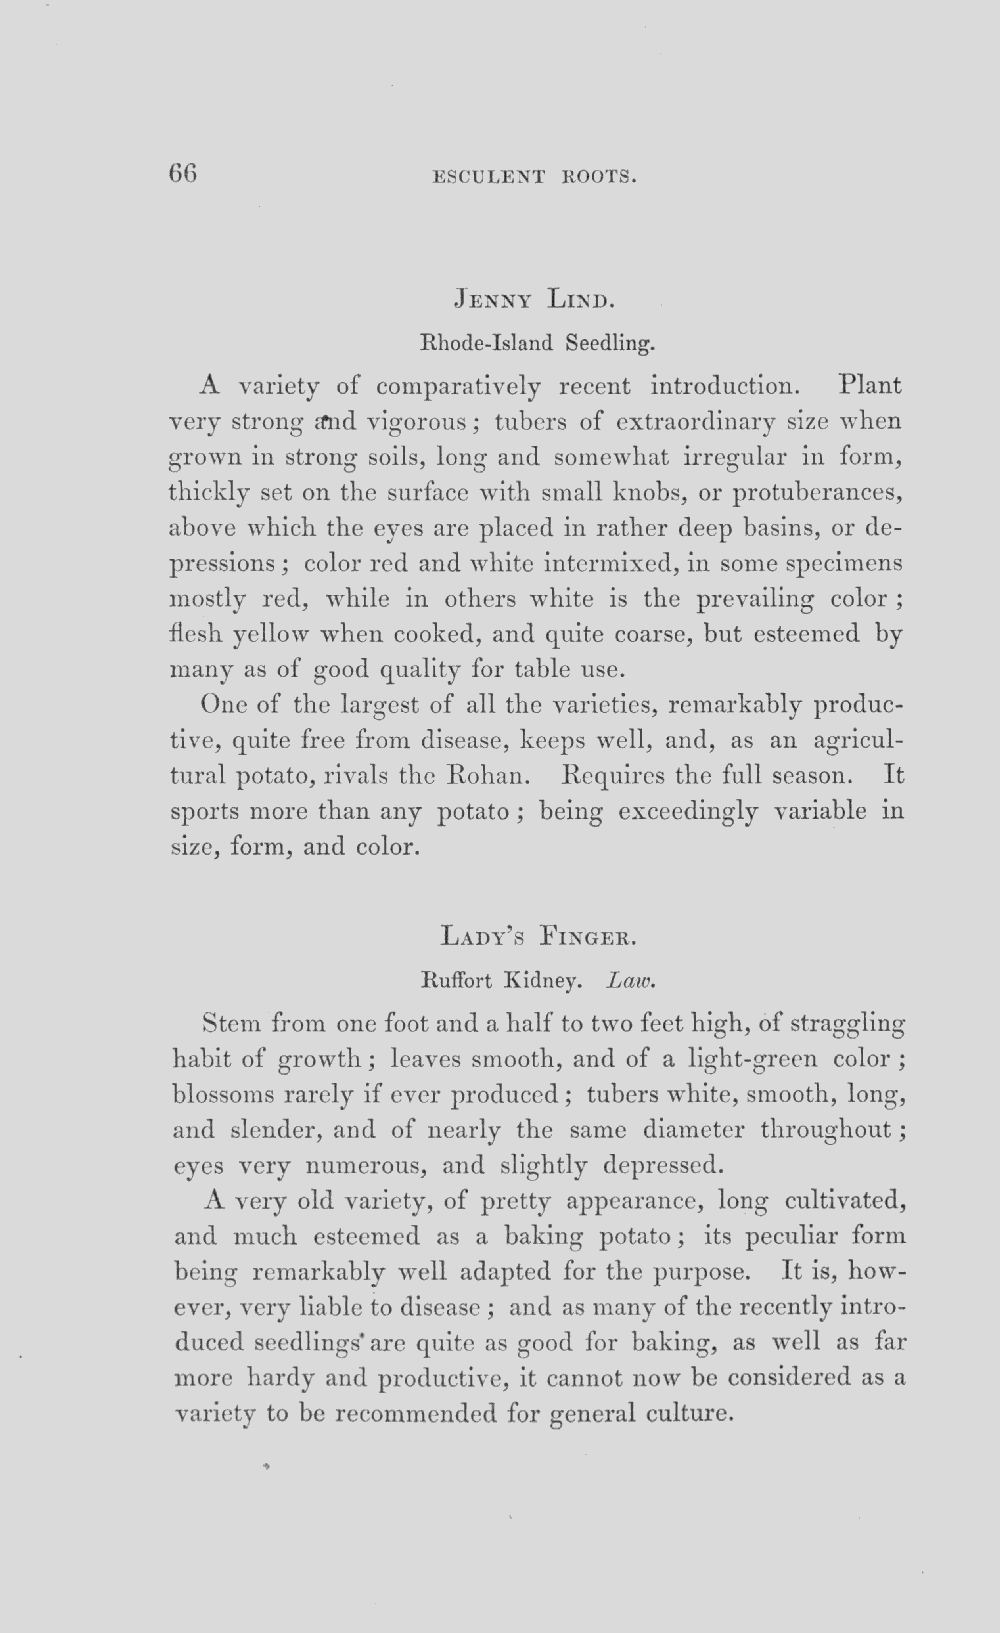 66 ESCULENT ROOTS.
JENNY LIND.
Rhode-Island Seedling.
A variety of comparatively recent introduction. Plant
very strong and vigorous; tubers of extraordinary size when
grown in strong soils, long and somewhat irregular in form,
thickly set on the surface with small knobs, or protuberances,
above which the eyes are placed in rather deep basins, or de-
pressions; color red and white intermixed, in some specimens
mostly red, while in others white is the prevailing color;
flesh yellow when cooked, and quite coarse, but esteemed by
many as of good quality for table use.
One of the largest of all the varieties, remarkably produc-
tive, quite free from disease, keeps well, and, as an agricul-
tural potato, rivals the Rohan. Requires the full season. It
sports more than any potato; being exceedingly variable in
size, form, and color.
LADY'S FINGER.
Ruffort Kidney. Law.
Stem from one foot and a half to two feet high, of straggling
habit of growth; leaves smooth, and of a light-green color;
blossoms rarely if ever produced; tubers white, smooth, long,
and slender, and of nearly the same diameter throughout;
eyes very numerous, and slightly depressed.
A very old variety, of pretty appearance, long cultivated,
and much esteemed as a baking potato; its peculiar form
being remarkably well adapted for the purpose. It is, how-
ever, very liable to disease; and as many of the recently intro-
duced seedlings are quite as good for baking, as well as far
more hardy and productive, it cannot now be considered as a
variety to be recommended for general culture.